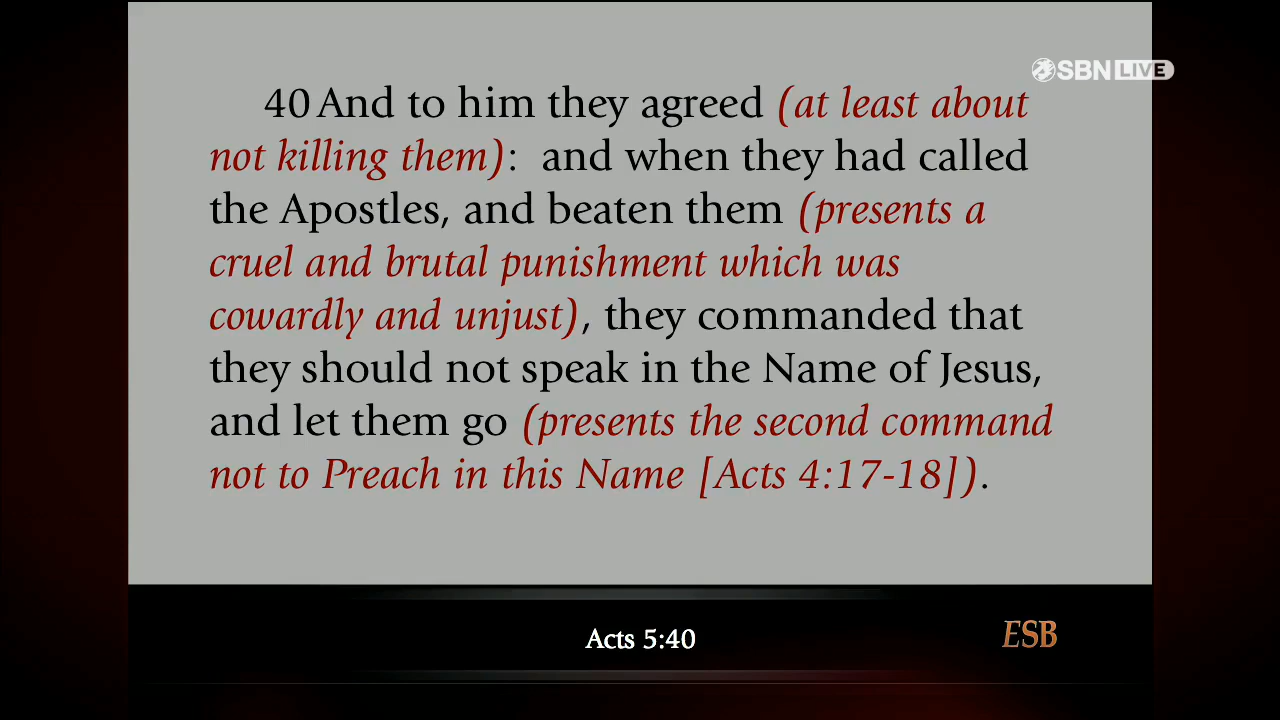 SBN LIVE
40 And to him they agreed (at least about
not killing them):  and when they had called
the Apostles, and beaten them (presents a
cruel and brutal punishment which was
cowardly and unjust), they commanded that
they should not speak in the Name of Jesus,
and let them go (presents the second command
not to Preach in this Name [Acts 4:17-18]).
Acts 5:40
ESB